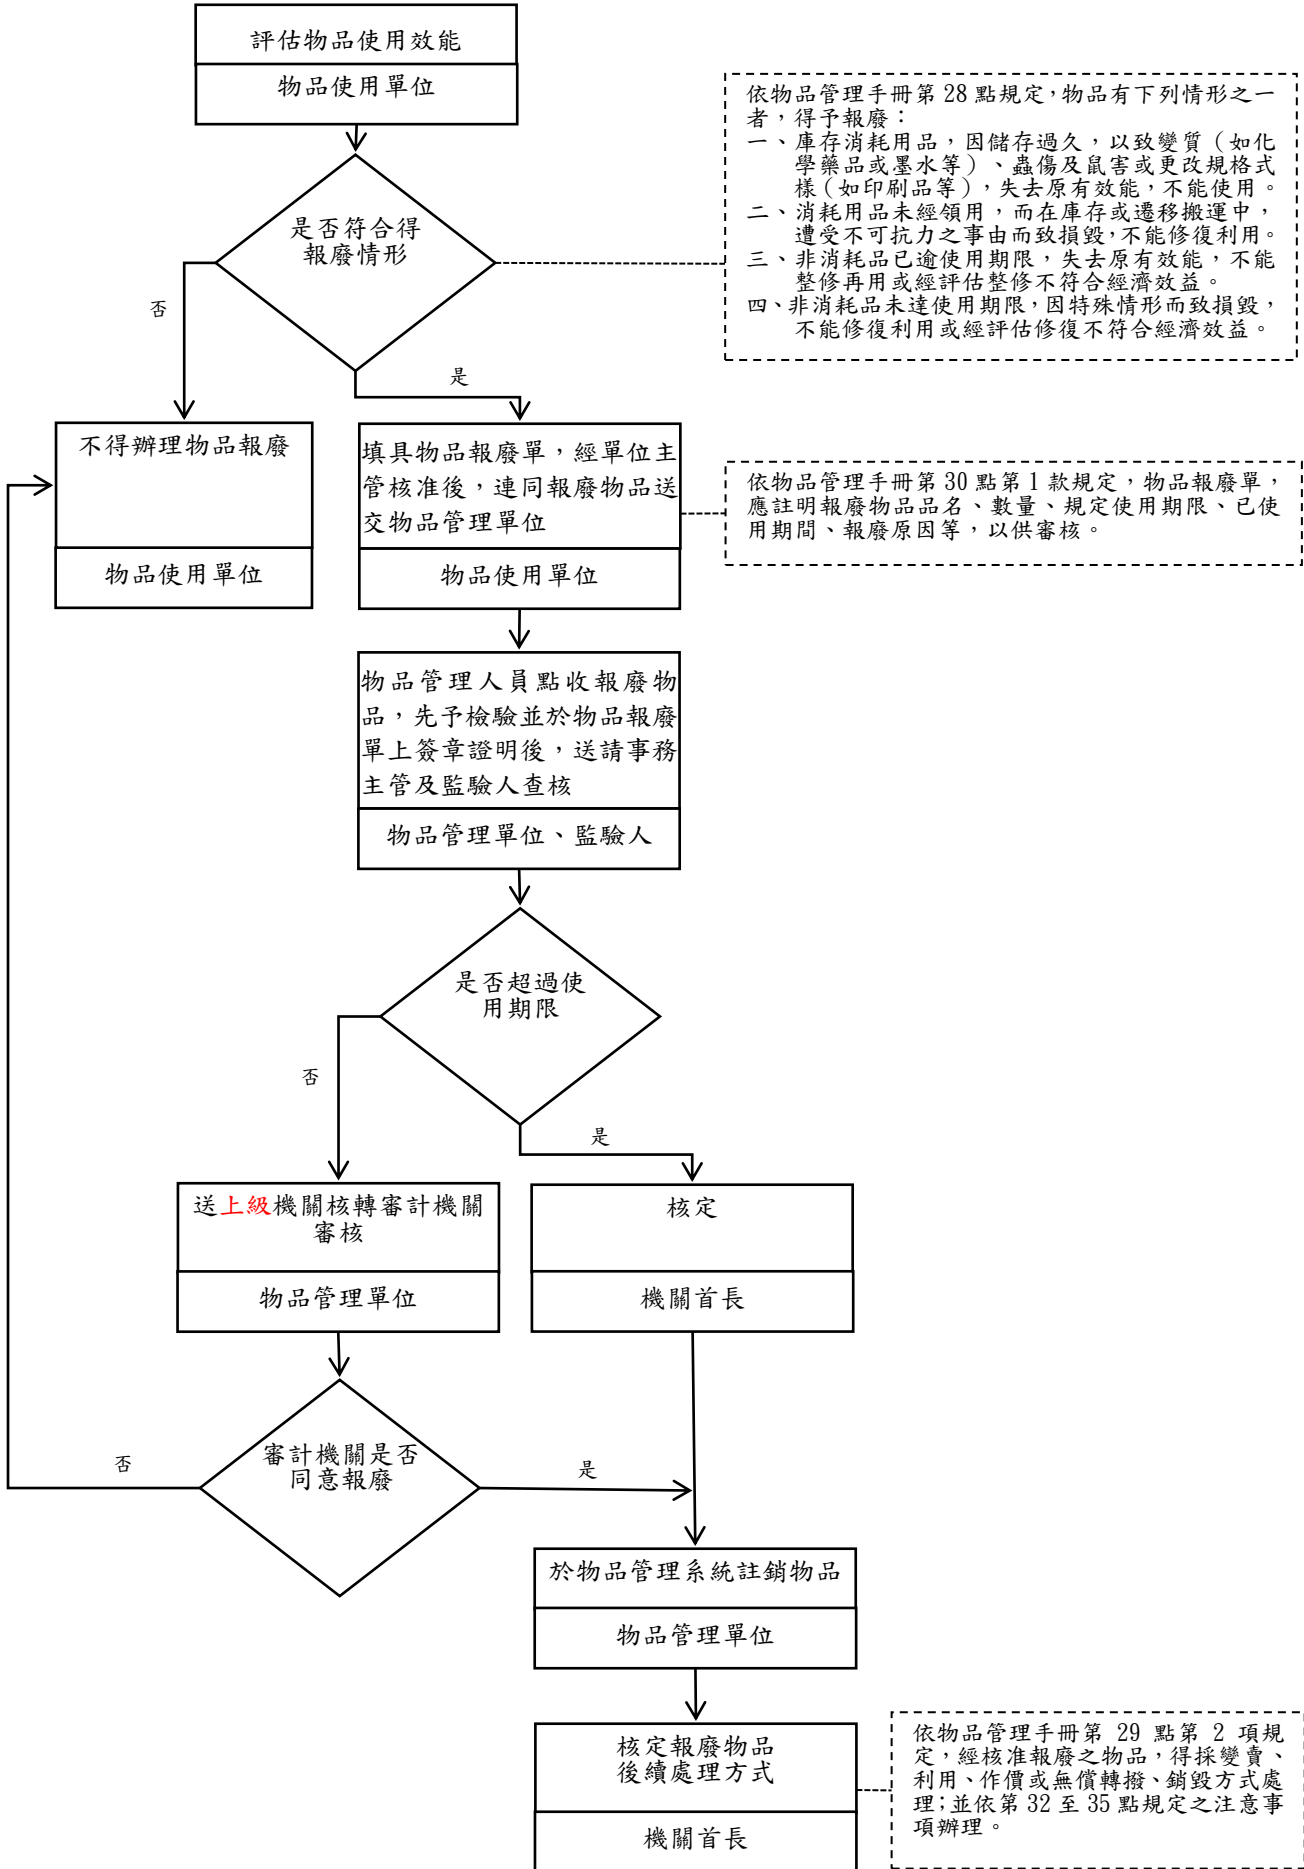 評估物品使用效能
物品使用單位
依物品管理手冊第 28 點規定，物品有下列情形之一
者，得予報廢：
一、庫存消耗用品，因儲存過久，以致變質（如化
學藥品或墨水等）、蟲傷及鼠害或更改規格式
樣（如印刷品等），失去原有效能，不能使用。
二、消耗用品未經領用，而在庫存或遷移搬運中，
遭受不可抗力之事由而致損毀，不能修復利用。
三、非消耗品已逾使用期限，失去原有效能，不能
整修再用或經評估整修不符合經濟效益。
四、非消耗品未達使用期限，因特殊情形而致損毀，
不能修復利用或經評估修復不符合經濟效益。
是否符合得
報廢情形
否
是
不得辦理物品報廢
物品使用單位
填具物品報廢單，經單位主
管核准後，連同報廢物品送
交物品管理單位
物品使用單位
依物品管理手冊第 30 點第 1 款規定，物品報廢單，
應註明報廢物品品名、數量、規定使用期限、已使
用期間、報廢原因等，以供審核。
物品管理人員點收報廢物
品，先予檢驗並於物品報廢
單上簽章證明後，送請事務
主管及監驗人查核
物品管理單位、監驗人
是否超過使
用期限
否
是
送上級機關核轉審計機關
審核
物品管理單位
核定
機關首長
審計機關是否
同意報廢
否
是
於物品管理系統註銷物品
物品管理單位
核定報廢物品
後續處理方式
機關首長
依物品管理手冊第 29 點第 2 項規
定，經核准報廢之物品，得採變賣、
利用、作價或無償轉撥、銷毀方式處
理；並依第 32 至 35 點規定之注意事
項辦理。